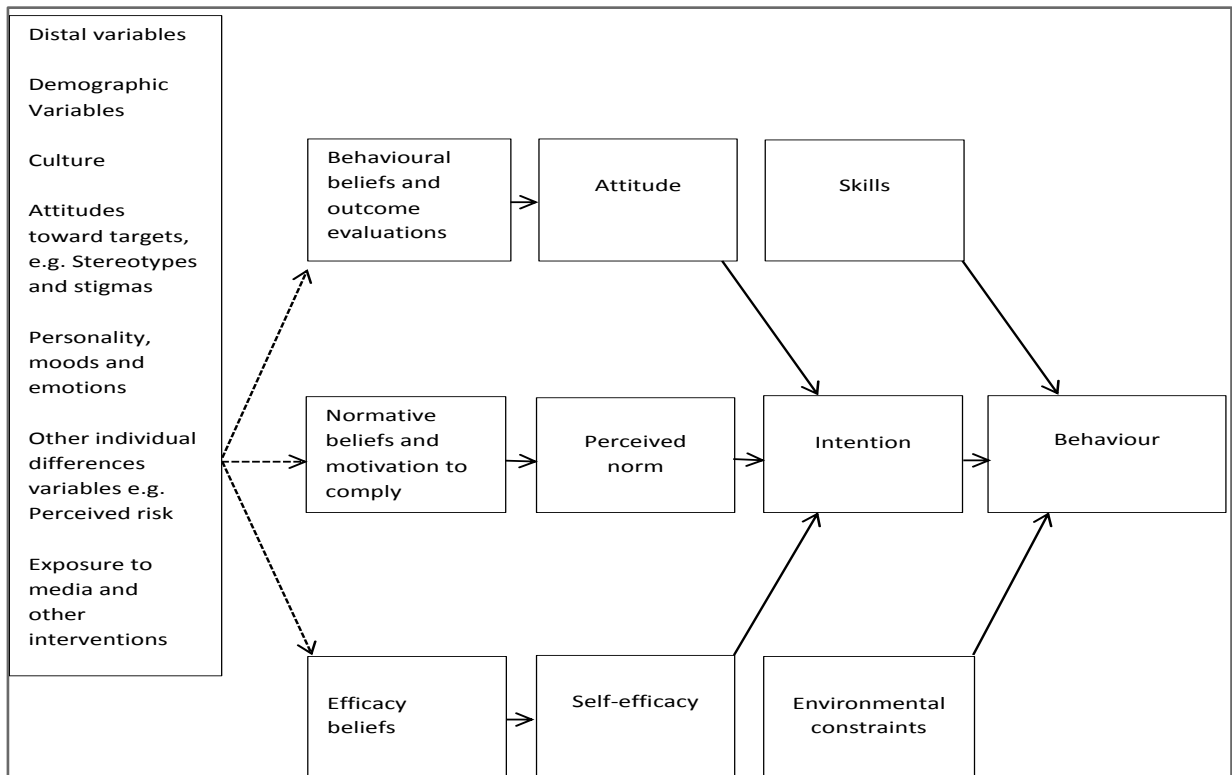 Distal variables
Demographic
Variables
Culture
Attitudes
toward targets,
e.g. Stereotypes
and stigmas
Personality,
moods and
emotions
Other individual
differences
variables e.g.
Perceived risk
Exposure to
media and
other
interventions
Behavioural
beliefs and
outcome
evaluations
Attitude
Skills
Normative
beliefs and
motivation to
comply
Perceived
norm
Intention
Behaviour
Efficacy
beliefs
Self-efficacy
Environmental
constraints